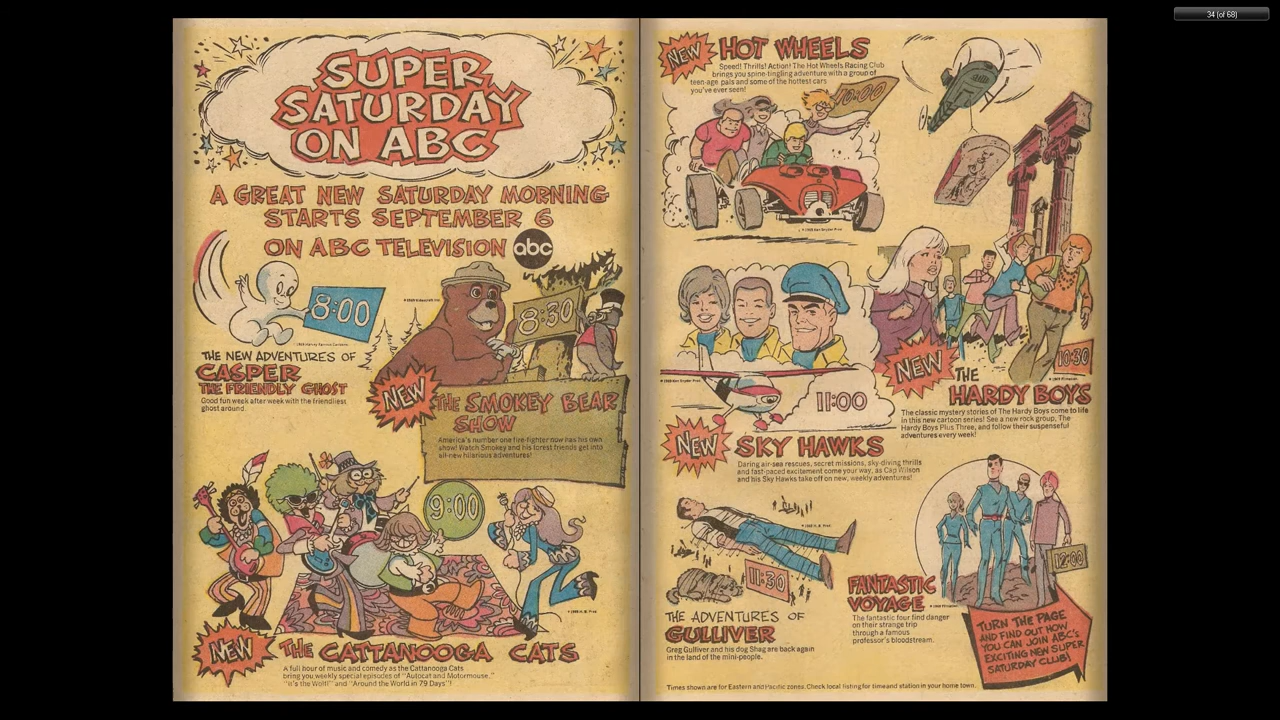 34 (of 68)
SUPER
SATURDAY
ON ABC
A GREAT NEW SATURDAY MORNING
STARTS SEPTEMBER 6
ON ABC TELEVISION abc
8:00
THE NEW ADVENTURES OF
CASPER
THE FRIENDLY GHOST
Good fun week after week with the friendliest
ghost around.
8:30
NEW
THE SMOKEY BEAR
SHOW
America's number one fire-fighter now has his own
show! Watch Smokey and his forest friends get into
all-new hilarious adventures!
9:00
NEW
THE CATTANOOGA CATS
A full hour of music and comedy as the Cattanooga Cats
bring you weekly special episodes of "Autocat and Motormouse,"
"It's the Wolf!" and "Around the World in 79 Days"!
NEW
HOT WHEELS
Speed! Thrills! Action! The Hot Wheels Racing Club
brings you spine-tingling adventure with a group of
teen-age pals and some of the hottest cars
you've ever seen!
10:00
10:30
NEW
THE
HARDY BOYS
The classic mystery stories of The Hardy Boys come to life
in this new cartoon series! See a new rock group, The
Hardy Boys Plus Three, and follow their suspenseful
adventures every week!
11:00
NEW
SKY HAWKS
Daring air-sea rescues, secret missions, sky-diving thrills
and fast-paced excitement come your way, as Cap Wilson
and his Sky Hawks take off on new, weekly adventures!
11:30
THE ADVENTURES OF
GULLIVER
Greg Gulliver and his dog Shag are back again
in the land of the mini-people.
12:00
FANTASTIC
VOYAGE
The fantastic four find danger
on their strange trip
through a famous
professor's bloodstream.
TURN THE PAGE
AND FIND OUT HOW
YOU CAN JOIN ABC'S
EXCITING NEW SUPER
SATURDAY CLUB!
Times shown are for Eastern and Pacific zones. Check local listing for time and station in your home town.